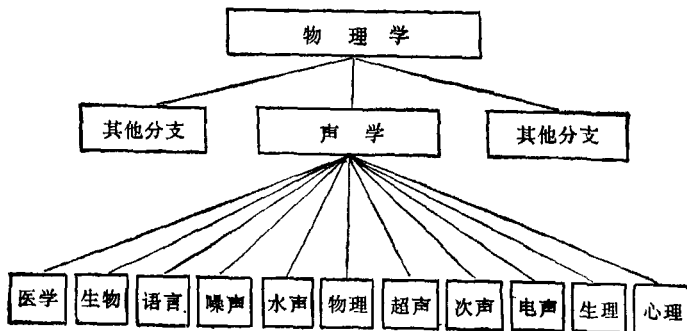 物理学
其他分支 声学 其他分支
医学 生物 语言 噪声 水声 物理 超声 次声 电声 生理 心理